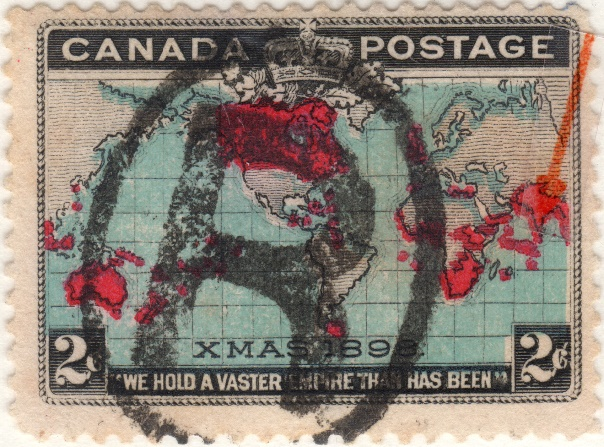 CANADA POSTAGE
R
XMAS 1898.
2¢ 2¢
"WE HOLD A VASTER EMPIRE THAN HAS BEEN"